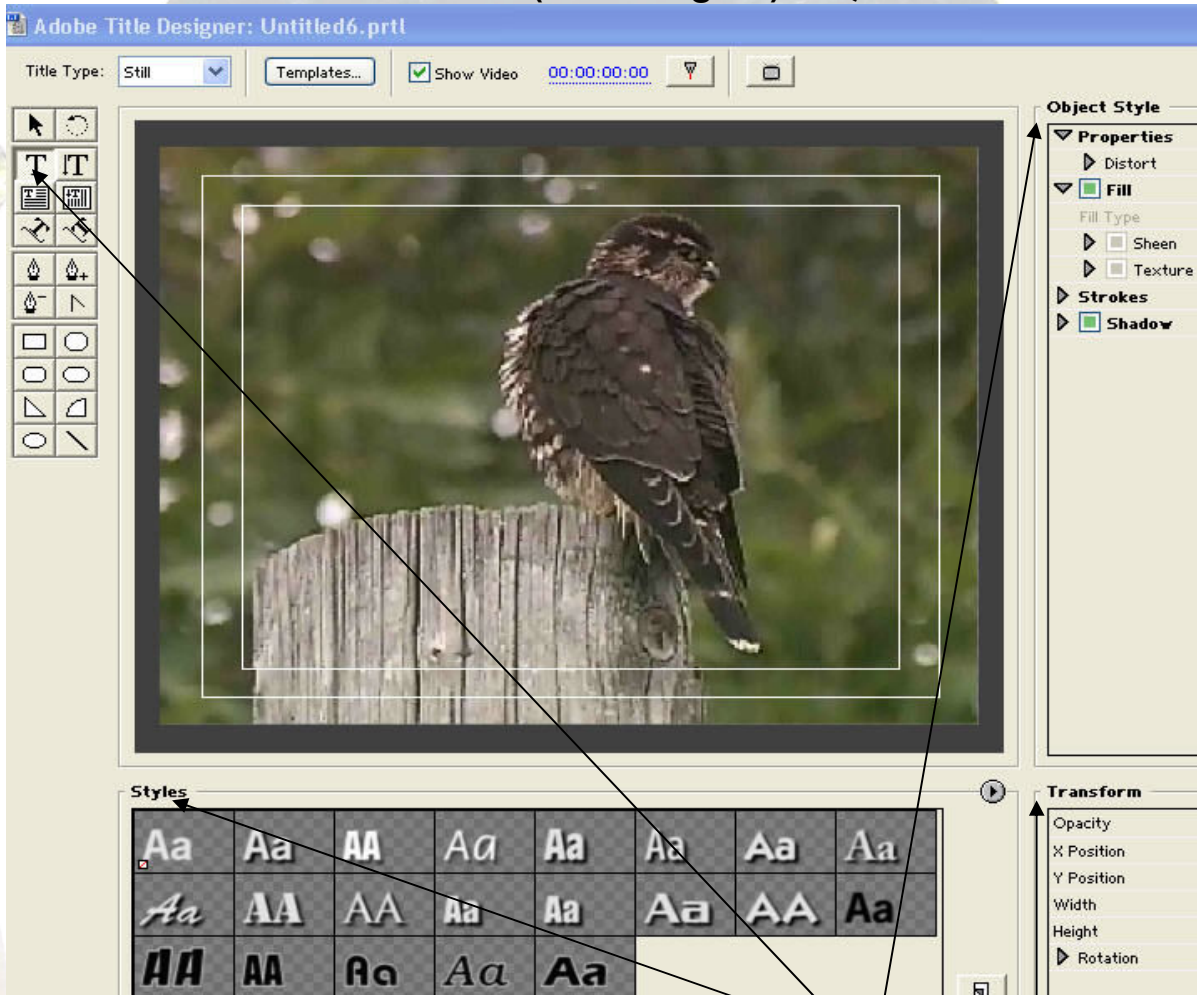 Adobe Title Designer: Untitled6.prtl
Title Type: Still Templates... Show Video 00:00:00:00
Object Style
Properties
Distort
Fill
Fill Type
Sheen
Texture
Strokes
Shadow
Styles
Aa Aa AA Aa Aa Aa Aa Aa
Aa AA AA Aa Aa Aa AA Aa
AA AA Aa Aa Aa
Transform
Opacity
X Position
Y Position
Width
Height
Rotation